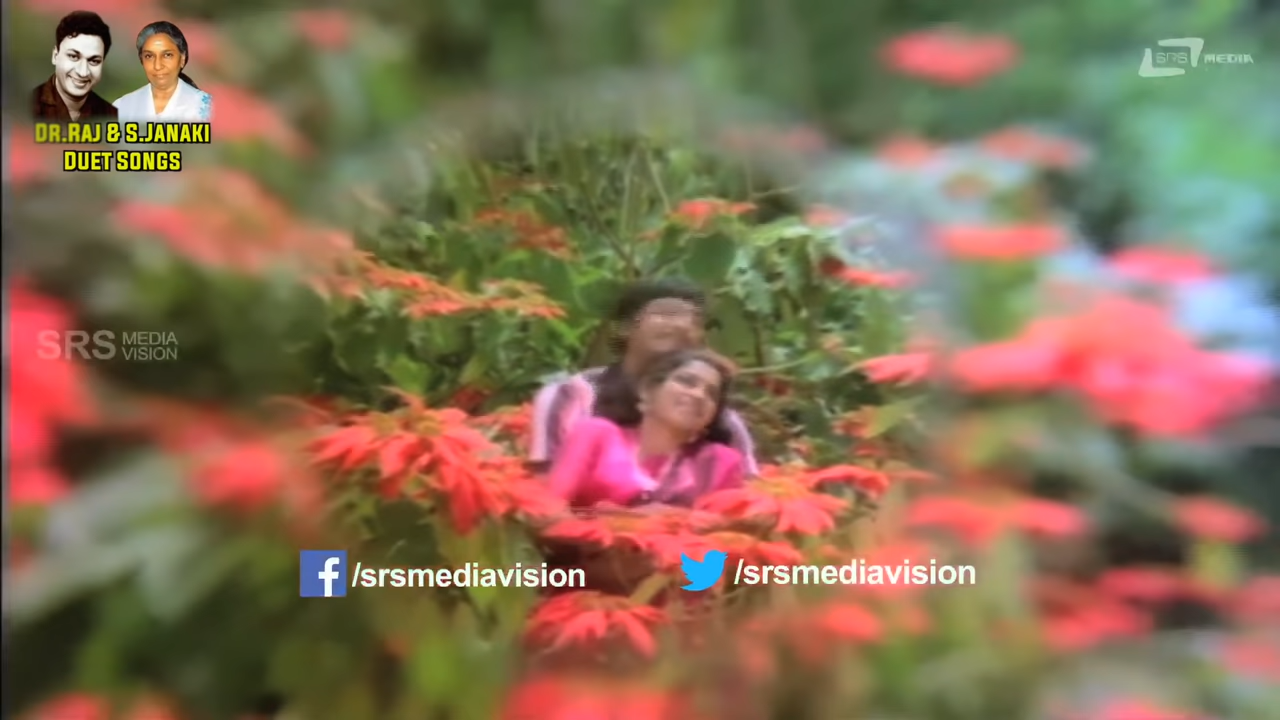 DR.RAJ & S.JANAKI
DUET SONGS
SRS MEDIA
SRS MEDIA
VISION
/srsmediavision
/srsmediavision